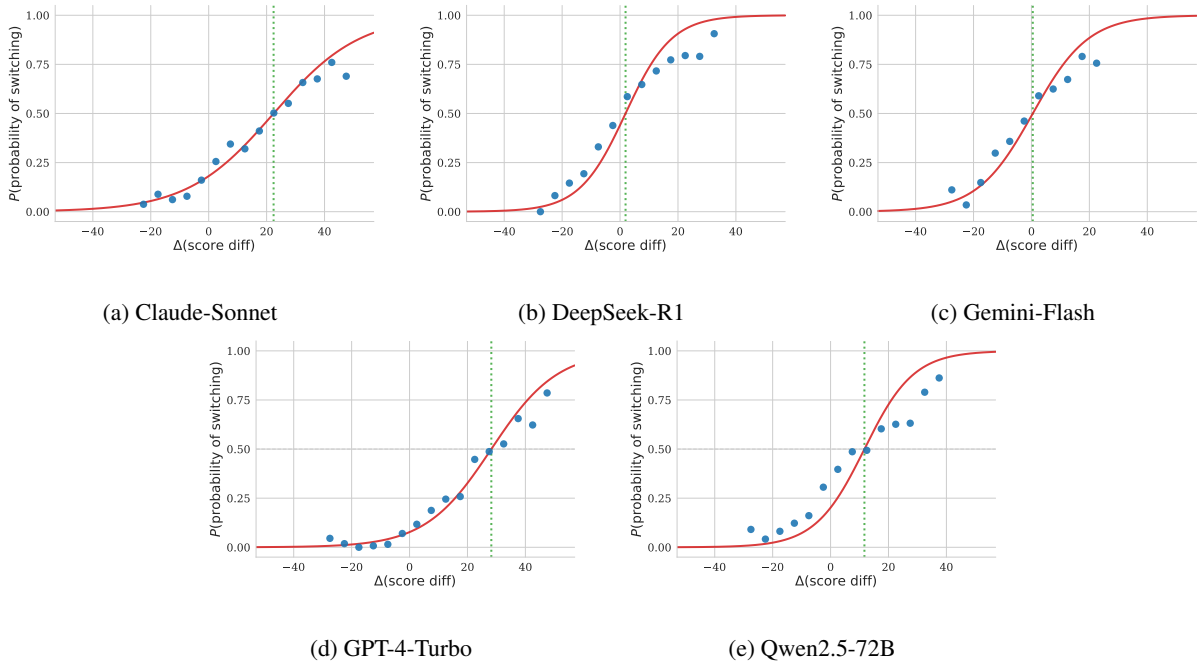 1.00
0.75
0.50
0.25
0.00
P(probability of switching)
−40 −20 0 20 40
Δ(score diff)
(a) Claude-Sonnet
1.00
0.75
0.50
0.25
0.00
P(probability of switching)
−40 −20 0 20 40
Δ(score diff)
(b) DeepSeek-R1
1.00
0.75
0.50
0.25
0.00
P(probability of switching)
−40 −20 0 20 40
Δ(score diff)
(c) Gemini-Flash
1.00
0.75
0.50
0.25
0.00
P(probability of switching)
−40 −20 0 20 40
Δ(score diff)
(d) GPT-4-Turbo
1.00
0.75
0.50
0.25
0.00
P(probability of switching)
−40 −20 0 20 40
Δ(score diff)
(e) Qwen2.5-72B